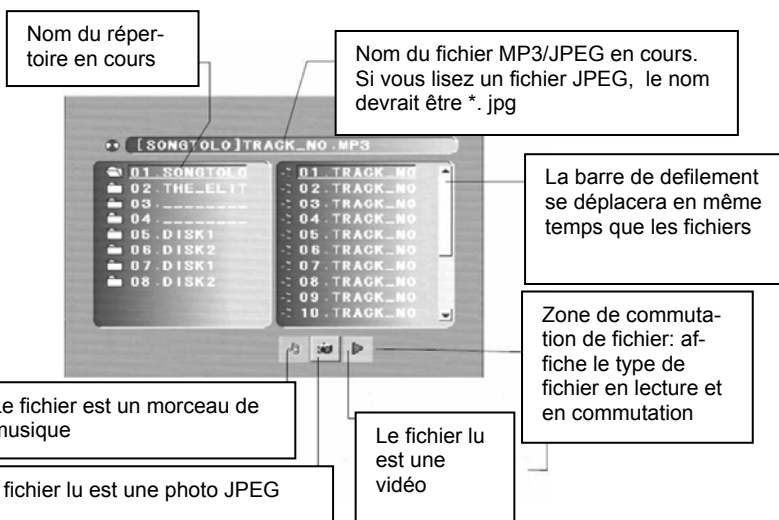 Nom du réper-
toire en cours
Nom du fichier MP3/JPEG en cours.
Si vous lisez un fichier JPEG, le nom
devrait être *. jpg
[SONGTOLO]TRACK_NO.MP3
01.SONGTOLO
02.THE_ELIT
03.________
04.________
05.DISK1
06.DISK2
07.DISK1
08.DISK2
01.TRACK_NO
02.TRACK_NO
03.TRACK_NO
04.TRACK_NO
05.TRACK_NO
06.TRACK_NO
07.TRACK_NO
08.TRACK_NO
09.TRACK_NO
10.TRACK_NO
La barre de defilement
se déplacera en même
temps que les fichiers
Zone de commuta-
tion de fichier: af-
fiche le type de
fichier en lecture et
en commutation
Le fichier est un morceau de
musique
Le fichier lu
est une
vidéo
fichier lu est une photo JPEG